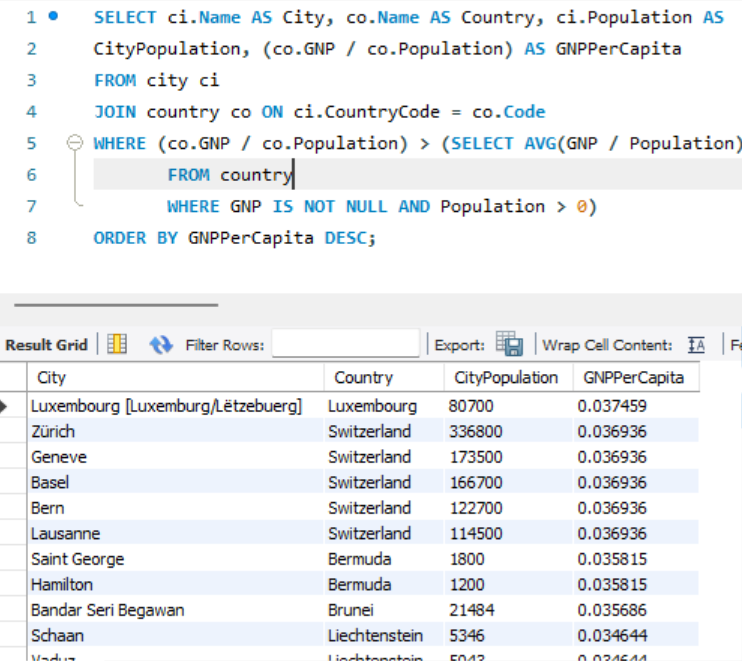 1 SELECT ci.Name AS City, co.Name AS Country, ci.Population AS
2 CityPopulation, (co.GNP / co.Population) AS GNPPerCapita
3 FROM city ci
4 JOIN country co ON ci.CountryCode = co.Code
5 WHERE (co.GNP / co.Population) > (SELECT AVG(GNP / Population)
6 FROM country
7 WHERE GNP IS NOT NULL AND Population > 0)
8 ORDER BY GNPPerCapita DESC;
Result Grid Filter Rows: Export: Wrap Cell Content: IA
City Country CityPopulation GNPPerCapita
Luxembourg [Luxemburg/Lëtzebuerg] Luxembourg 80700 0.037459
Zürich Switzerland 336800 0.036936
Geneve Switzerland 173500 0.036936
Basel Switzerland 166700 0.036936
Bern Switzerland 122700 0.036936
Lausanne Switzerland 114500 0.036936
Saint George Bermuda 1800 0.035815
Hamilton Bermuda 1200 0.035815
Bandar Seri Begawan Brunei 21484 0.035686
Schaan Liechtenstein 5346 0.034644
Vaduz Liechtenstein 5043 0.034644